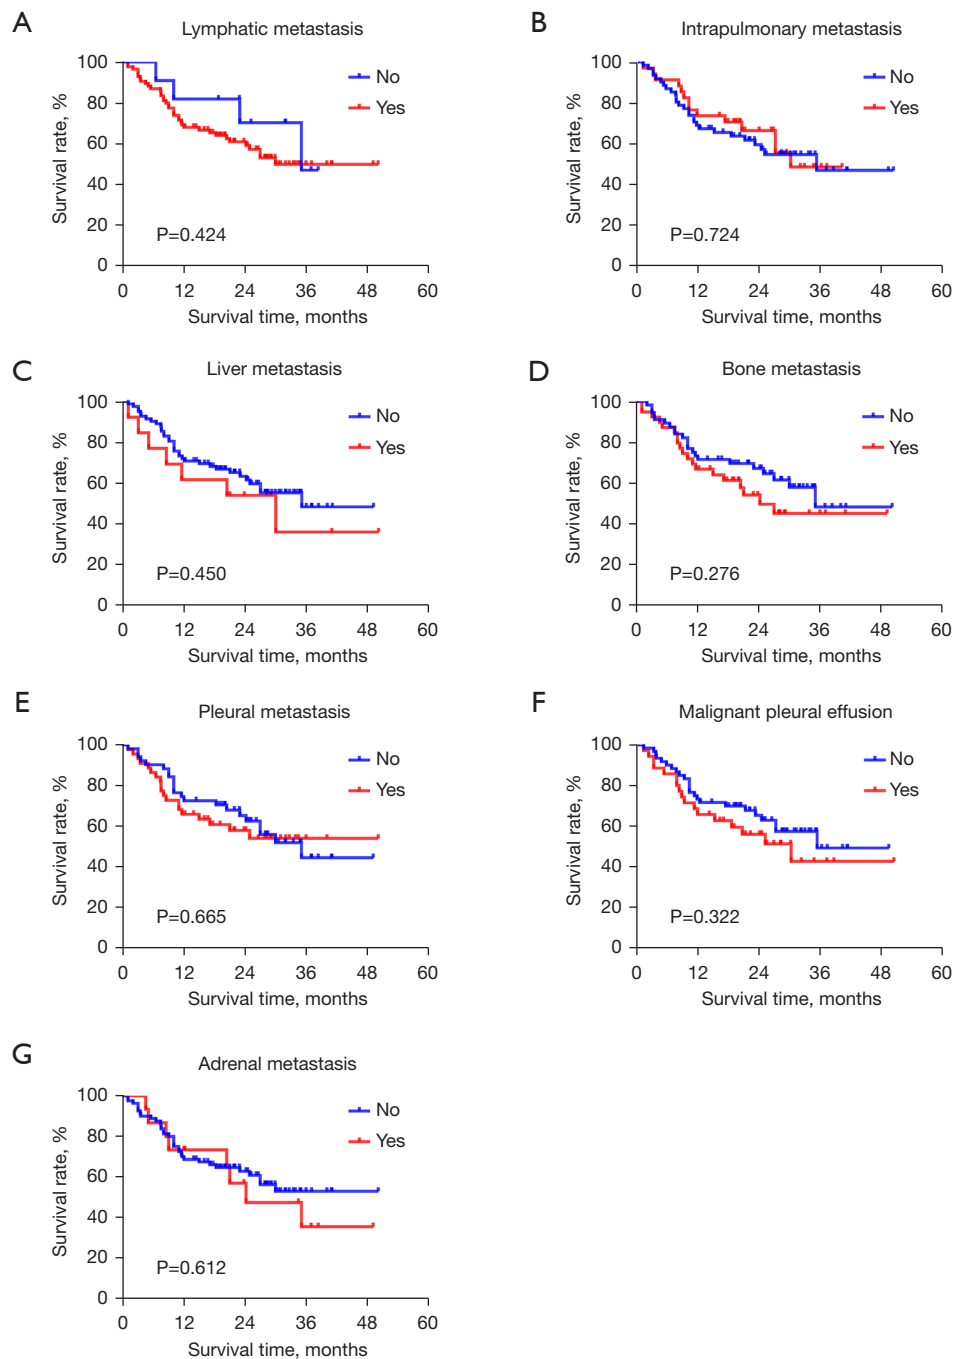 A
Lymphatic metastasis
100
80
60
40
20
0
Survival rate, %
No
Yes
P=0.424
0 12 24 36 48 60
Survival time, months
B
Intrapulmonary metastasis
100
80
60
40
20
0
Survival rate, %
No
Yes
P=0.724
0 12 24 36 48 60
Survival time, months
C
Liver metastasis
100
80
60
40
20
0
Survival rate, %
No
Yes
P=0.450
0 12 24 36 48 60
Survival time, months
D
Bone metastasis
100
80
60
40
20
0
Survival rate, %
No
Yes
P=0.276
0 12 24 36 48 60
Survival time, months
E
Pleural metastasis
100
80
60
40
20
0
Survival rate, %
No
Yes
P=0.665
0 12 24 36 48 60
Survival time, months
F
Malignant pleural effusion
100
80
60
40
20
0
Survival rate, %
No
Yes
P=0.322
0 12 24 36 48 60
Survival time, months
G
Adrenal metastasis
100
80
60
40
20
0
Survival rate, %
No
Yes
P=0.612
0 12 24 36 48 60
Survival time, months